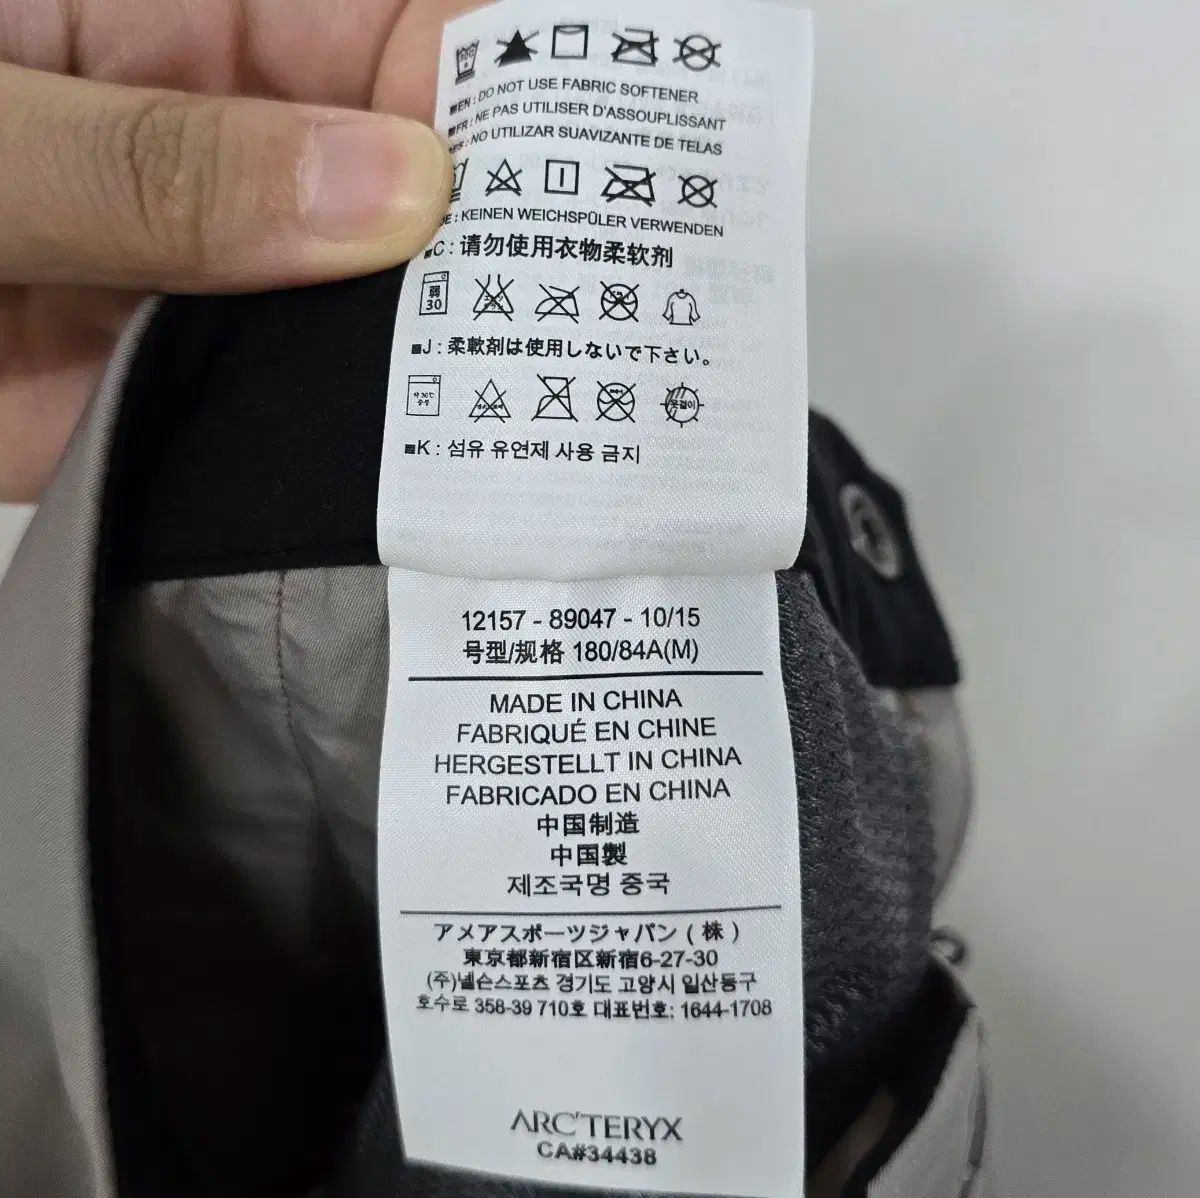 EN : DO NOT USE FABRIC SOFTENER
FR : NE PAS UTILISER D'ASSOUPLISSANT
ES : NO UTILIZAR SUAVIZANTE DE TELAS
DE : KEINEN WEICHSPÜLER VERWENDEN
C : 请勿使用衣物柔软剂
弱
30
J : 柔軟剤は使用しないで下さい。
옷걸이
K : 섬유 유연제 사용 금지
12157 - 89047 - 10/15
号型/规格 180/84A(M)
MADE IN CHINA
FABRIQUÉ EN CHINE
HERGESTELLT IN CHINA
FABRICADO EN CHINA
中国制造
中国製
제조국명 중국
アメアスポーツジャパン ( 株 )
東京都新宿区新宿6-27-30
(주)넬슨스포츠 경기도 고양시 일산동구
호수로 358-39 710호 대표번호: 1644-1708
ARC'TERYX
CA#34438